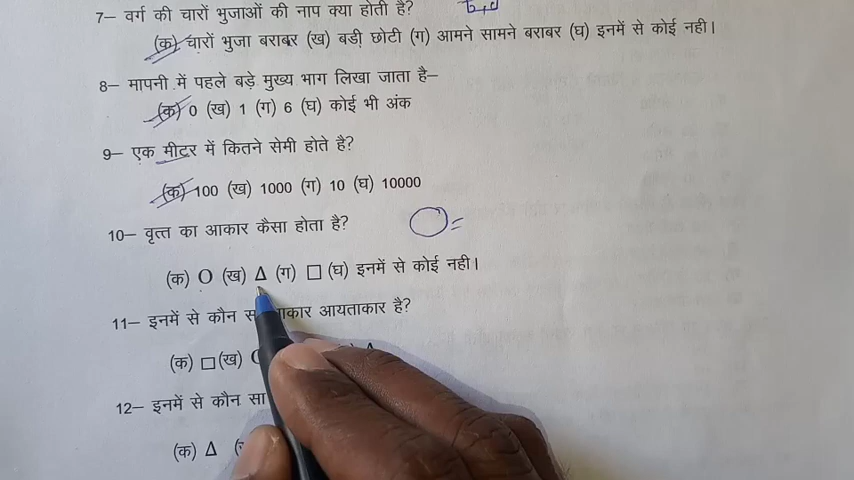 7– वर्ग की चारों भुजाओं की नाप क्या होती है?
(क) चारों भुजा बराबर (ख) बडी़ छोटी (ग) आमने सामने बराबर (घ) इनमें से कोई नही।
8– मापनी में पहले बड़े मुख्य भाग लिखा जाता है–
(क) 0 (ख) 1 (ग) 6 (घ) कोई भी अंक
9– एक मीटर में कितने सेमी होते है?
(क) 100 (ख) 1000 (ग) 10 (घ) 10000
10– वृत्त का आकार कैसा होता है?
(क) O (ख) Δ (ग) □ (घ) इनमें से कोई नही।
11– इनमें से कौन आयताकार है?
(क) □ (ख)
12– इनमें से कौन सा
(क) Δ